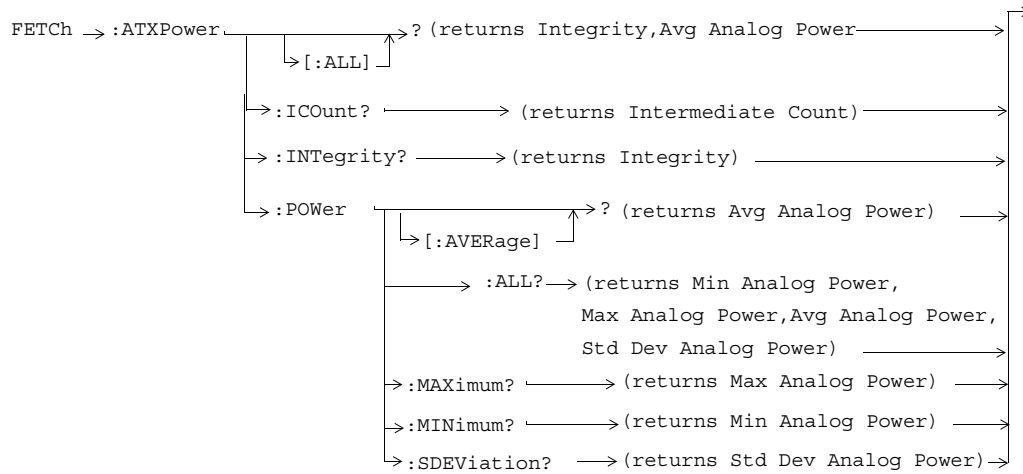 FETCh :ATXPower ? (returns Integrity,Avg Analog Power
[:ALL]
:ICOunt? (returns Intermediate Count)
:INTegrity? (returns Integrity)
:POWer ? (returns Avg Analog Power)
[:AVERage]
:ALL? (returns Min Analog Power,
Max Analog Power,Avg Analog Power,
Std Dev Analog Power)
:MAXimum? (returns Max Analog Power)
:MINimum? (returns Min Analog Power)
:SDEViation? (returns Std Dev Analog Power)